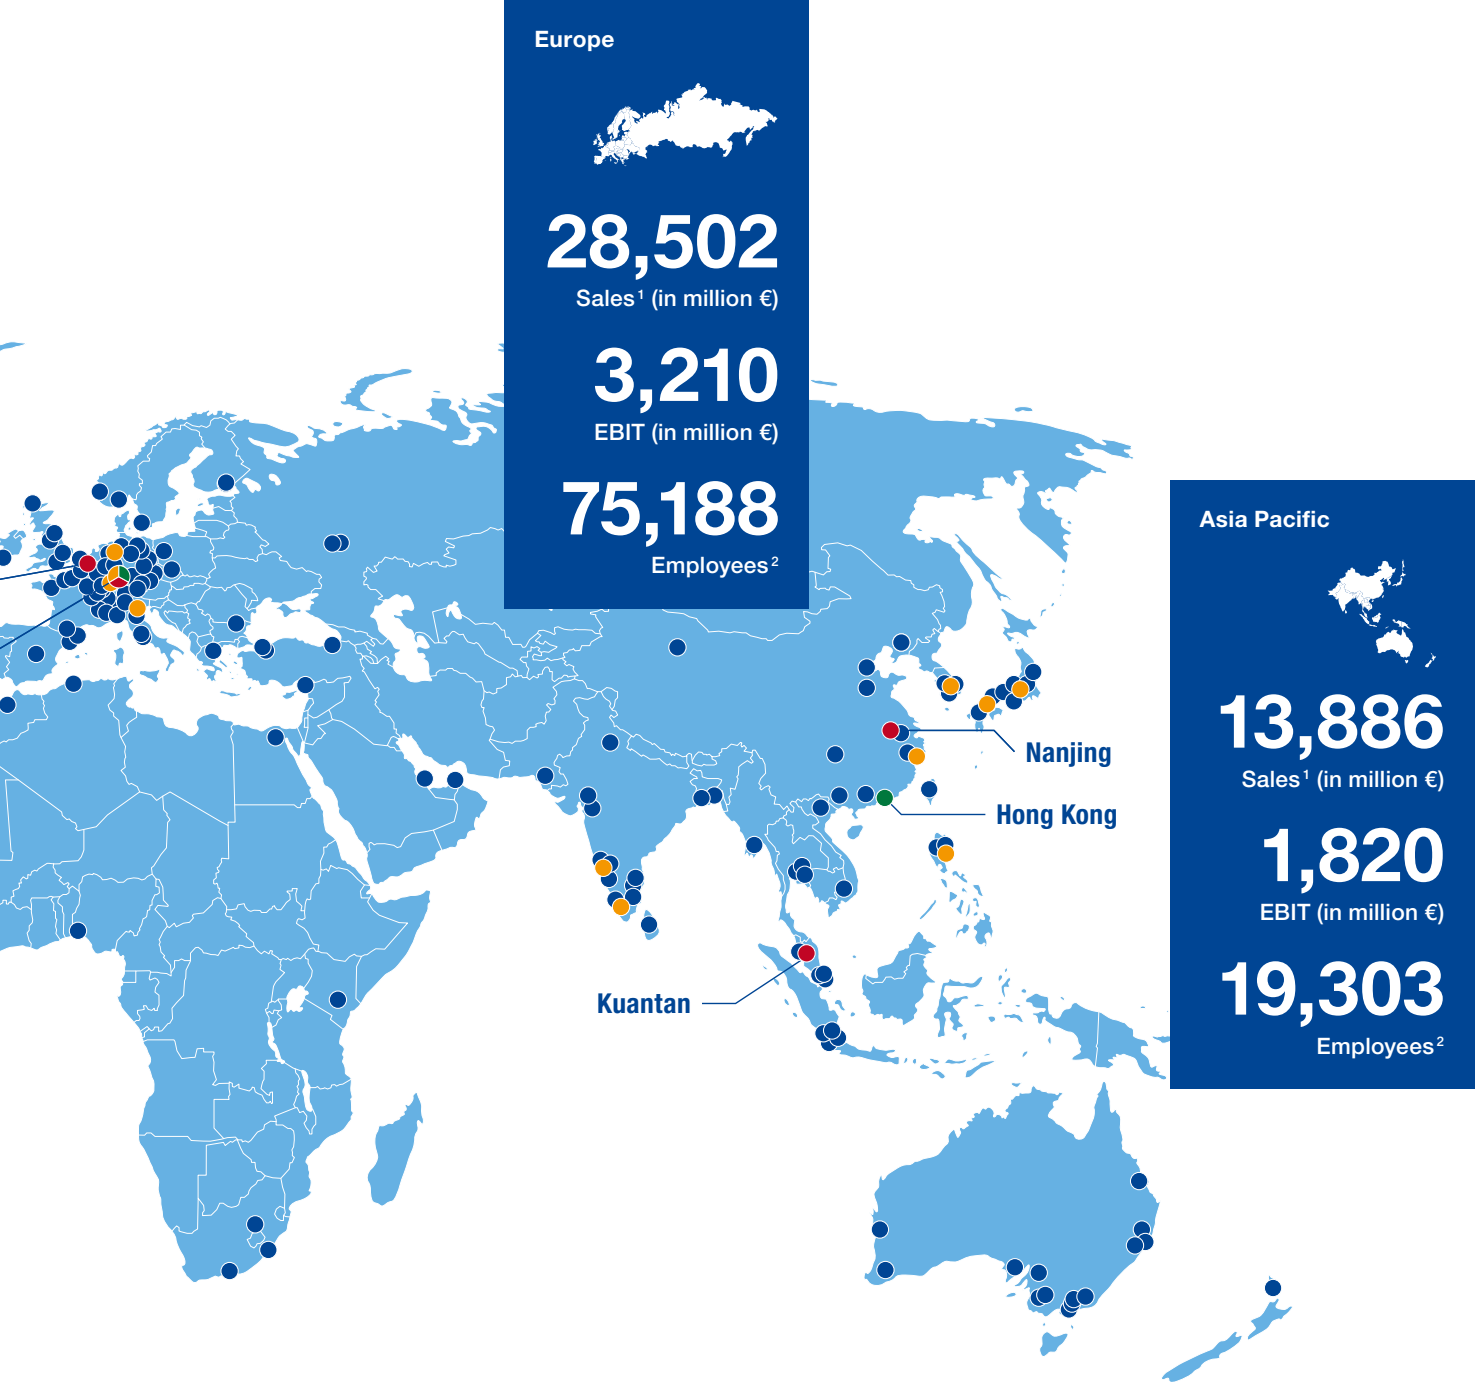 Europe
28,502
Sales¹ (in million €)
3,210
EBIT (in million €)
75,188
Employees²
Asia Pacific
13,886
Sales¹ (in million €)
1,820
EBIT (in million €)
19,303
Employees²
Nanjing
Hong Kong
Kuantan